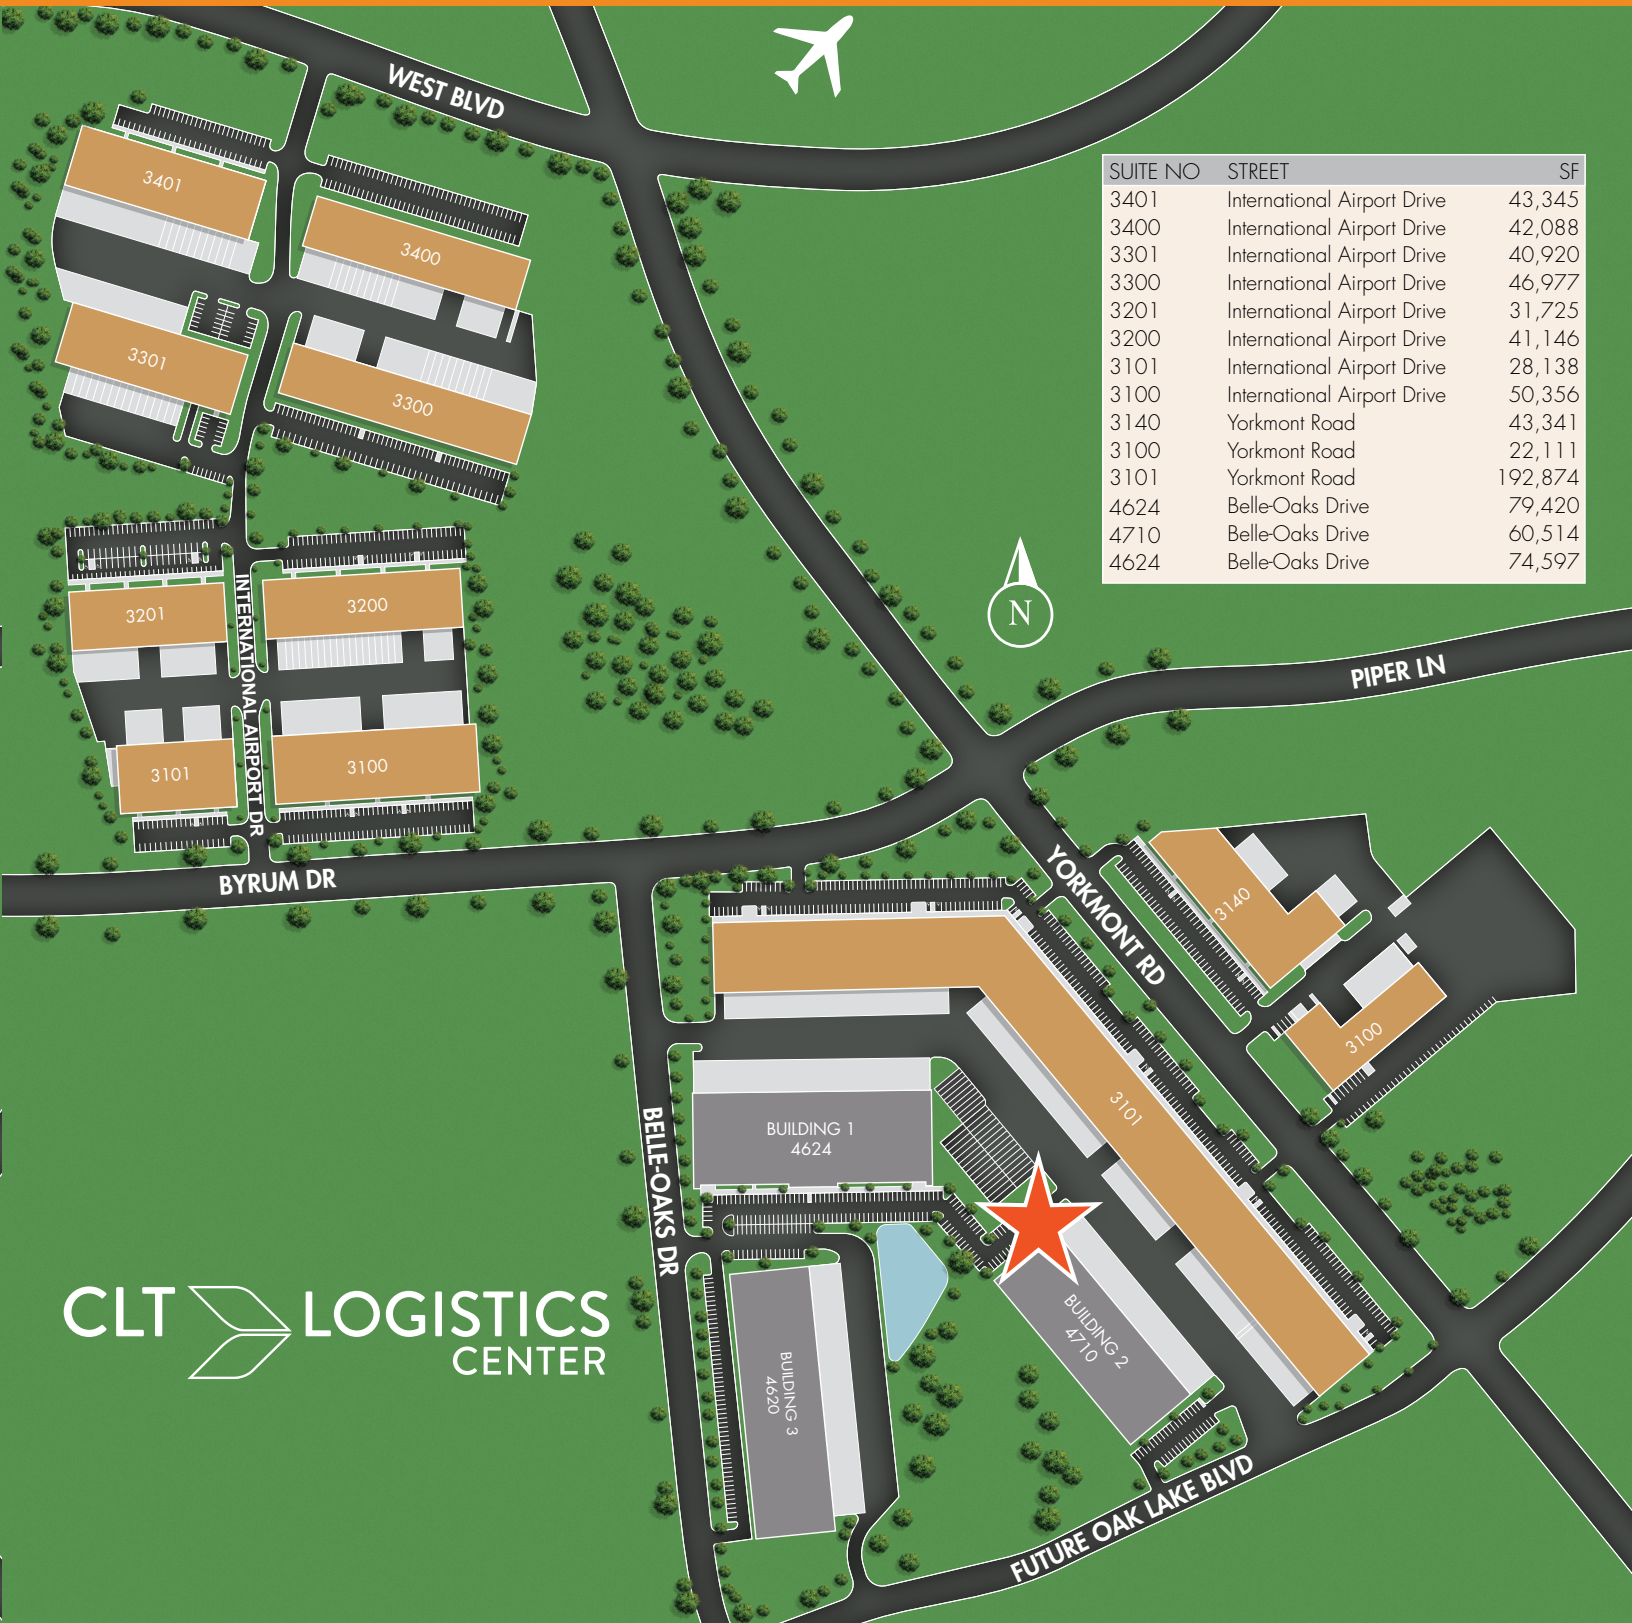 WEST BLVD
SUITE NO STREET SF
3401 International Airport Drive 43,345
3400 International Airport Drive 42,088
3301 International Airport Drive 40,920
3300 International Airport Drive 46,977
3201 International Airport Drive 31,725
3200 International Airport Drive 41,146
3101 International Airport Drive 28,138
3100 International Airport Drive 50,356
3140 Yorkmont Road 43,341
3100 Yorkmont Road 22,111
3101 Yorkmont Road 192,874
4624 Belle-Oaks Drive 79,420
4710 Belle-Oaks Drive 60,514
4624 Belle-Oaks Drive 74,597
3401
3400
3301
3300
N
3201
3200
INTERNATIONAL AIRPORT DR
PIPER LN
3101
3100
BYRUM DR
YORKMONT RD
3140
3100
3101
BELLE-OAKS DR
BUILDING 1
4624
BUILDING 2
4710
BUILDING 3
4620
CLT LOGISTICS
CENTER
FUTURE OAK LAKE BLVD